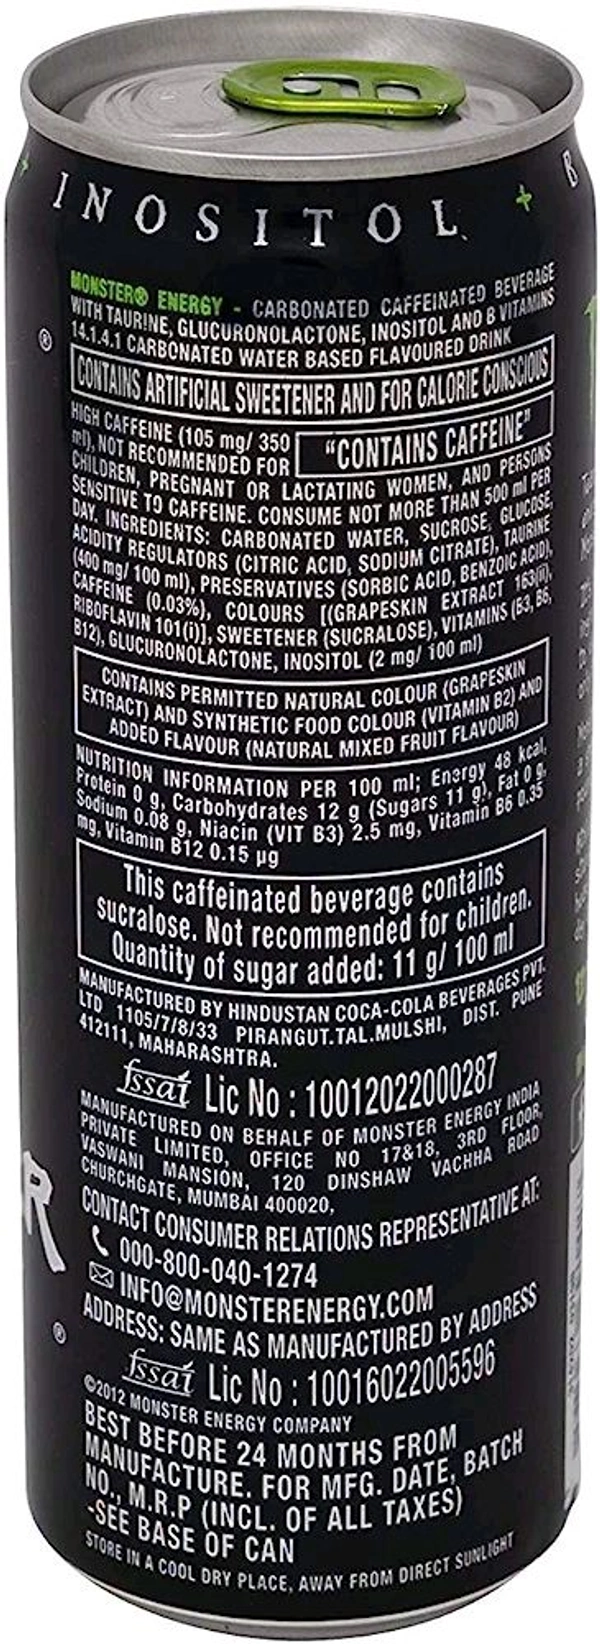 + INOSITOL + B
MONSTER® ENERGY - CARBONATED CAFFEINATED BEVERAGE
WITH TAURINE, GLUCURONOLACTONE, INOSITOL AND B VITAMINS
14.1.4.1 CARBONATED WATER BASED FLAVOURED DRINK
®
CONTAINS ARTIFICIAL SWEETENER AND FOR CALORIE CONSCIOUS
HIGH CAFFEINE (105 mg/ 350
ml), NOT RECOMMENDED FOR
"CONTAINS CAFFEINE"
CHILDREN, PREGNANT OR LACTATING WOMEN, AND PERSONS
SENSITIVE TO CAFFEINE. CONSUME NOT MORE THAN 500 ml PER
DAY. INGREDIENTS: CARBONATED WATER, SUCROSE, GLUCOSE,
ACIDITY REGULATORS (CITRIC ACID, SODIUM CITRATE), TAURINE
(400 mg/ 100 ml), PRESERVATIVES (SORBIC ACID, BENZOIC ACID),
CAFFEINE (0.03%), COLOURS [(GRAPESKIN EXTRACT 163(ii),
RIBOFLAVIN 101(i)], SWEETENER (SUCRALOSE), VITAMINS (B3, B6,
B12), GLUCURONOLACTONE, INOSITOL (2 mg/ 100 ml)
CONTAINS PERMITTED NATURAL COLOUR (GRAPESKIN
EXTRACT) AND SYNTHETIC FOOD COLOUR (VITAMIN B2) AND
ADDED FLAVOUR (NATURAL MIXED FRUIT FLAVOUR)
NUTRITION INFORMATION PER 100 ml; Energy 48 kcal,
Protein 0 g, Carbohydrates 12 g (Sugars 11 g), Fat 0 g,
Sodium 0.08 g, Niacin (VIT B3) 2.5 mg, Vitamin B6 0.35
mg, Vitamin B12 0.15 µg
This caffeinated beverage contains
sucralose. Not recommended for children.
Quantity of sugar added: 11 g/ 100 ml
MANUFACTURED BY HINDUSTAN COCA-COLA BEVERAGES PVT.
LTD 1105/7/8/33 PIRANGUT.TAL.MULSHI, DIST. PUNE
412111, MAHARASHTRA.
fssai Lic No : 10012022000287
MANUFACTURED ON BEHALF OF MONSTER ENERGY INDIA
PRIVATE LIMITED, OFFICE NO 17&18, 3RD FLOOR,
VASWANI MANSION, 120 DINSHAW VACHHA ROAD
CHURCHGATE, MUMBAI 400020,
R
CONTACT CONSUMER RELATIONS REPRESENTATIVE AT:
000-800-040-1274
INFO@MONSTERENERGY.COM
ADDRESS: SAME AS MANUFACTURED BY ADDRESS
®
fssai Lic No : 10016022005596
©2012 MONSTER ENERGY COMPANY
BEST BEFORE 24 MONTHS FROM
MANUFACTURE. FOR MFG. DATE, BATCH
NO., M.R.P (INCL. OF ALL TAXES)
-SEE BASE OF CAN
STORE IN A COOL DRY PLACE, AWAY FROM DIRECT SUNLIGHT